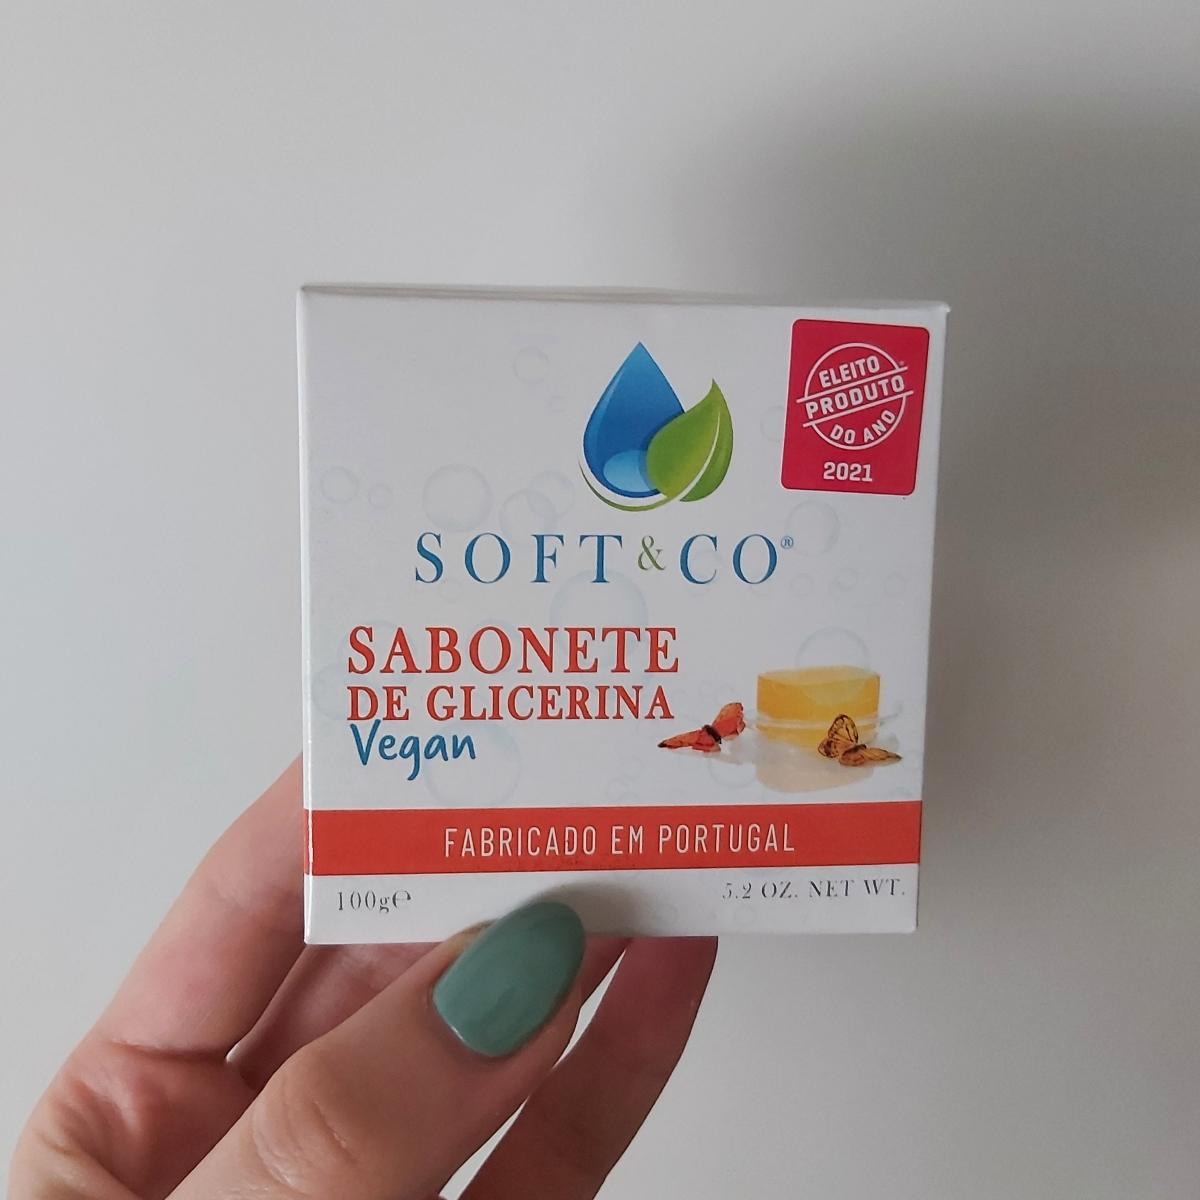 ELEITO
PRODUTO
DO ANO
2021
SOFT & CO®
SABONETE
DE GLICERINA
Vegan
FABRICADO EM PORTUGAL
100g℮
5.2 OZ. NET WT.